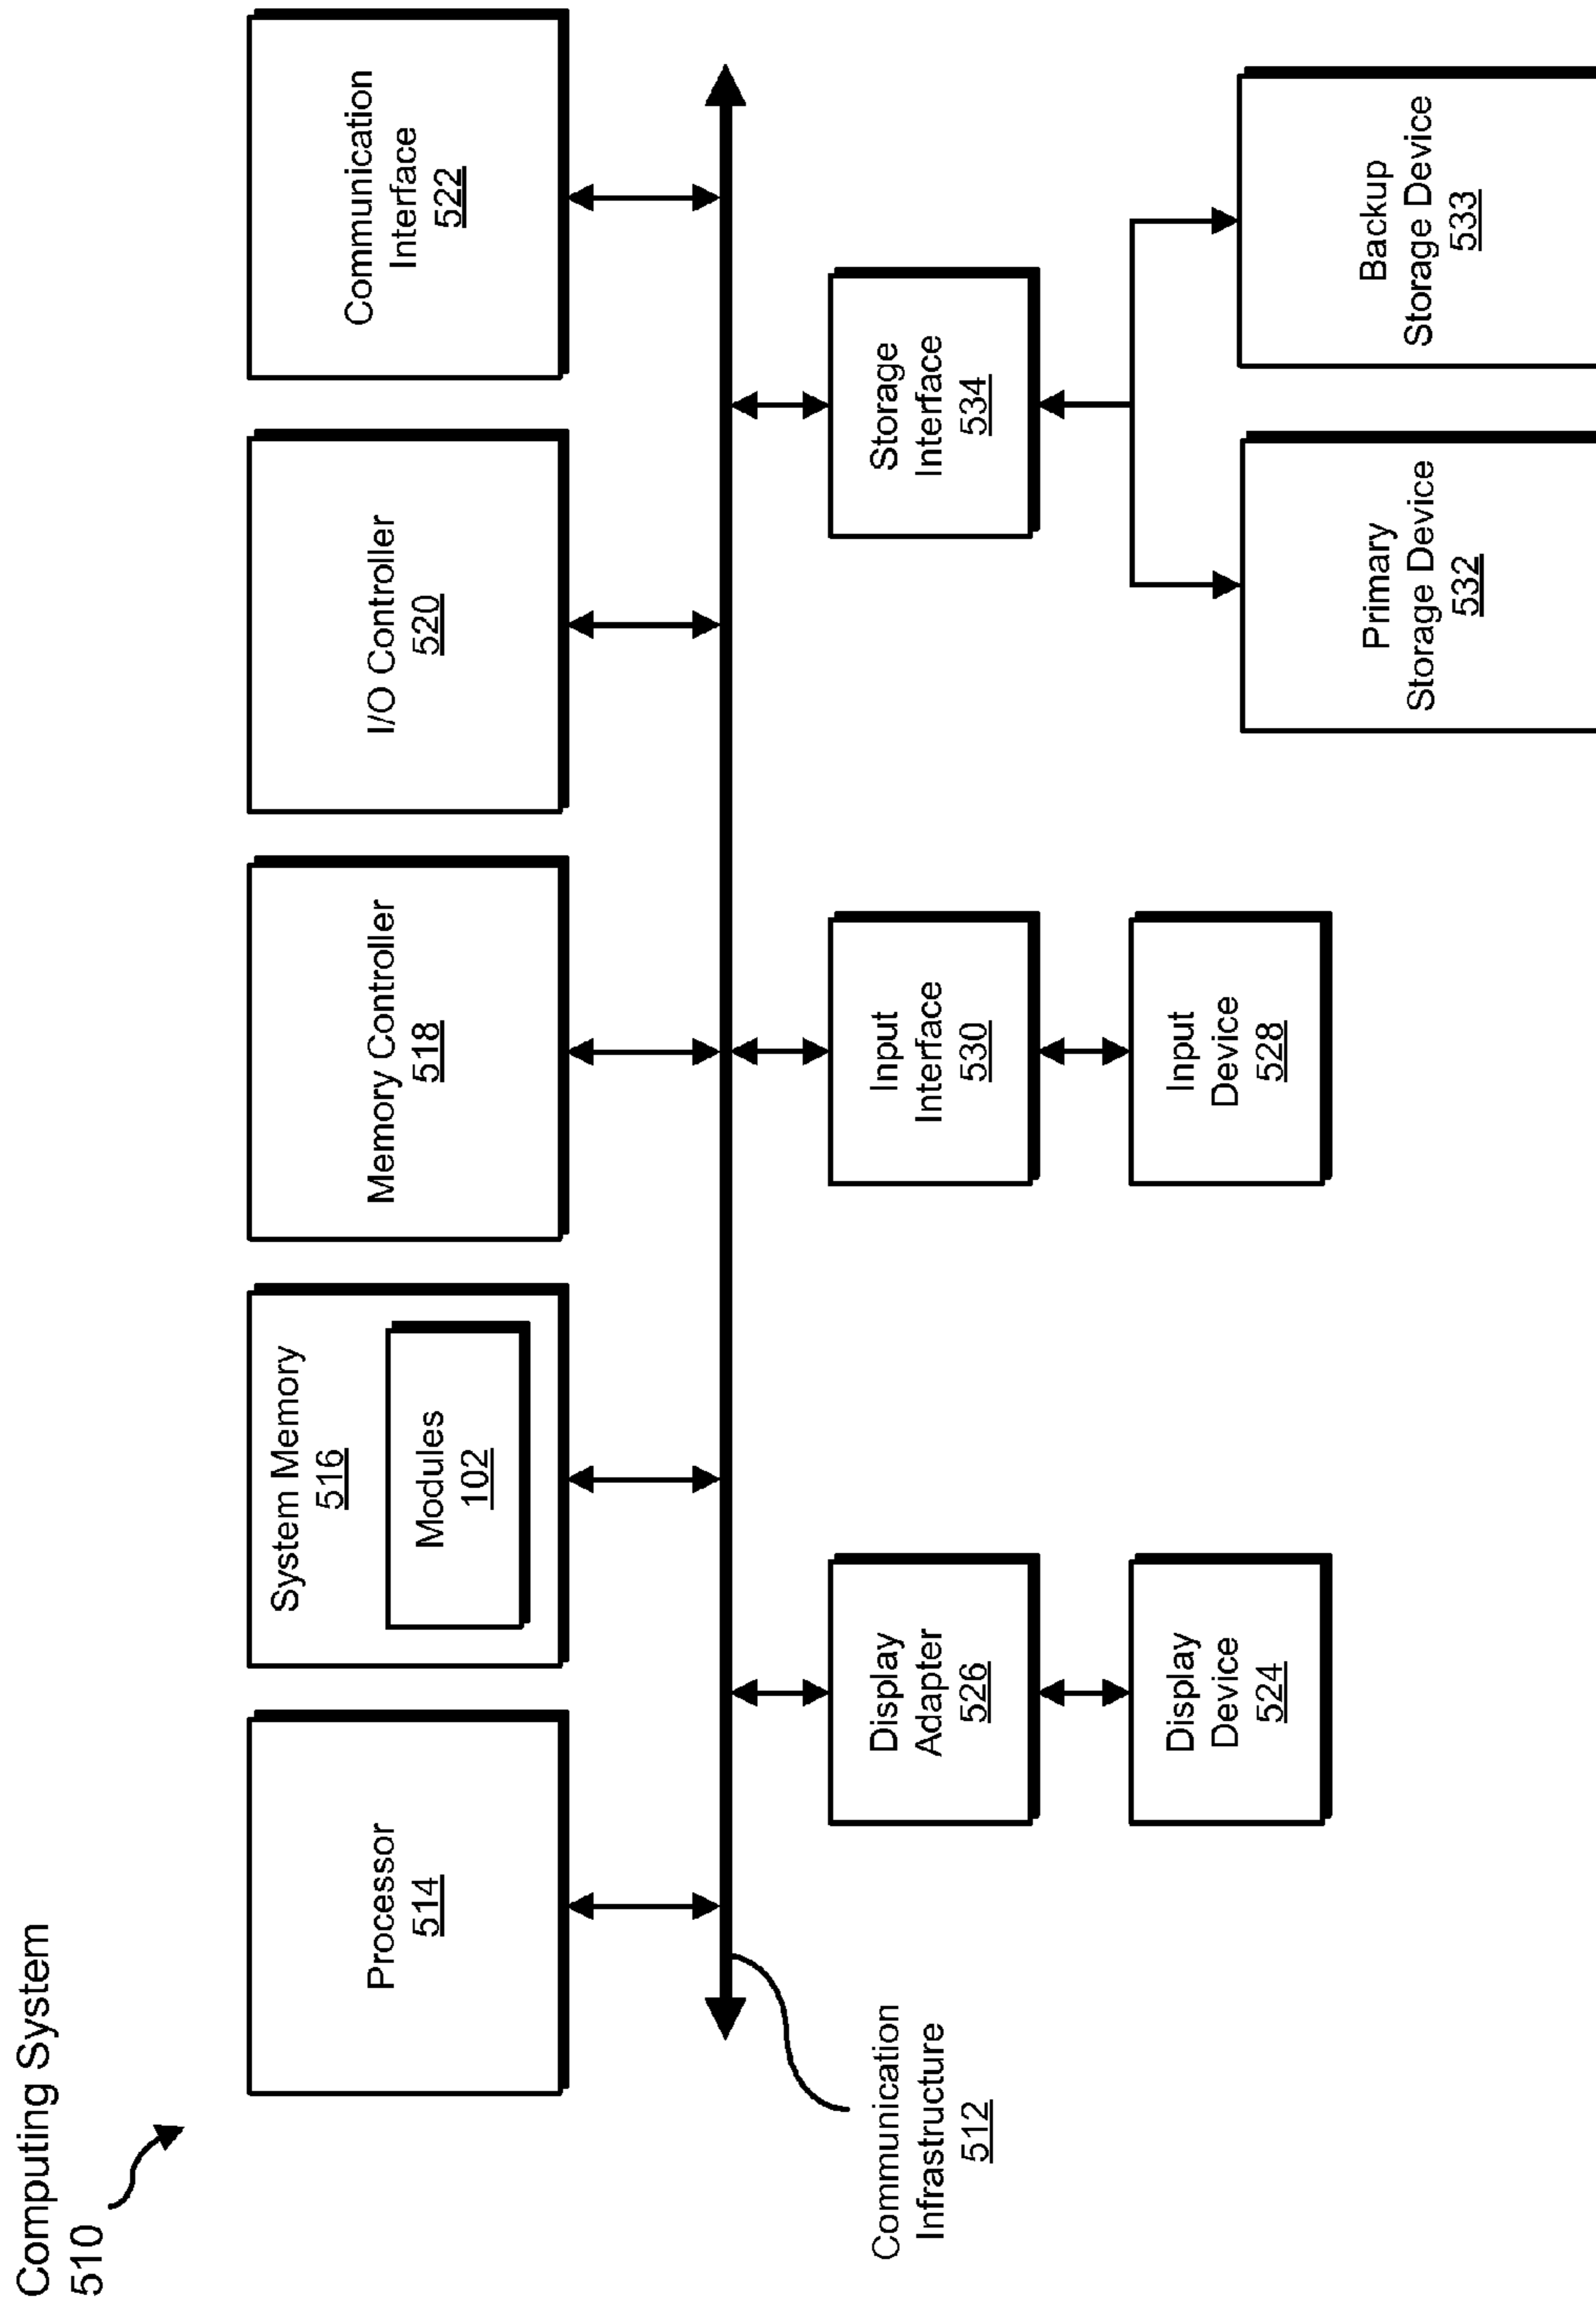 Computing System
510
Processor
514
System Memory
516
Modules
102
Memory Controller
518
I/O Controller
520
Communication
Interface
522
Communication
Infrastructure
512
Display
Adapter
526
Input
Interface
530
Storage
Interface
534
Display
Device
524
Input
Device
528
Primary
Storage Device
532
Backup
Storage Device
533